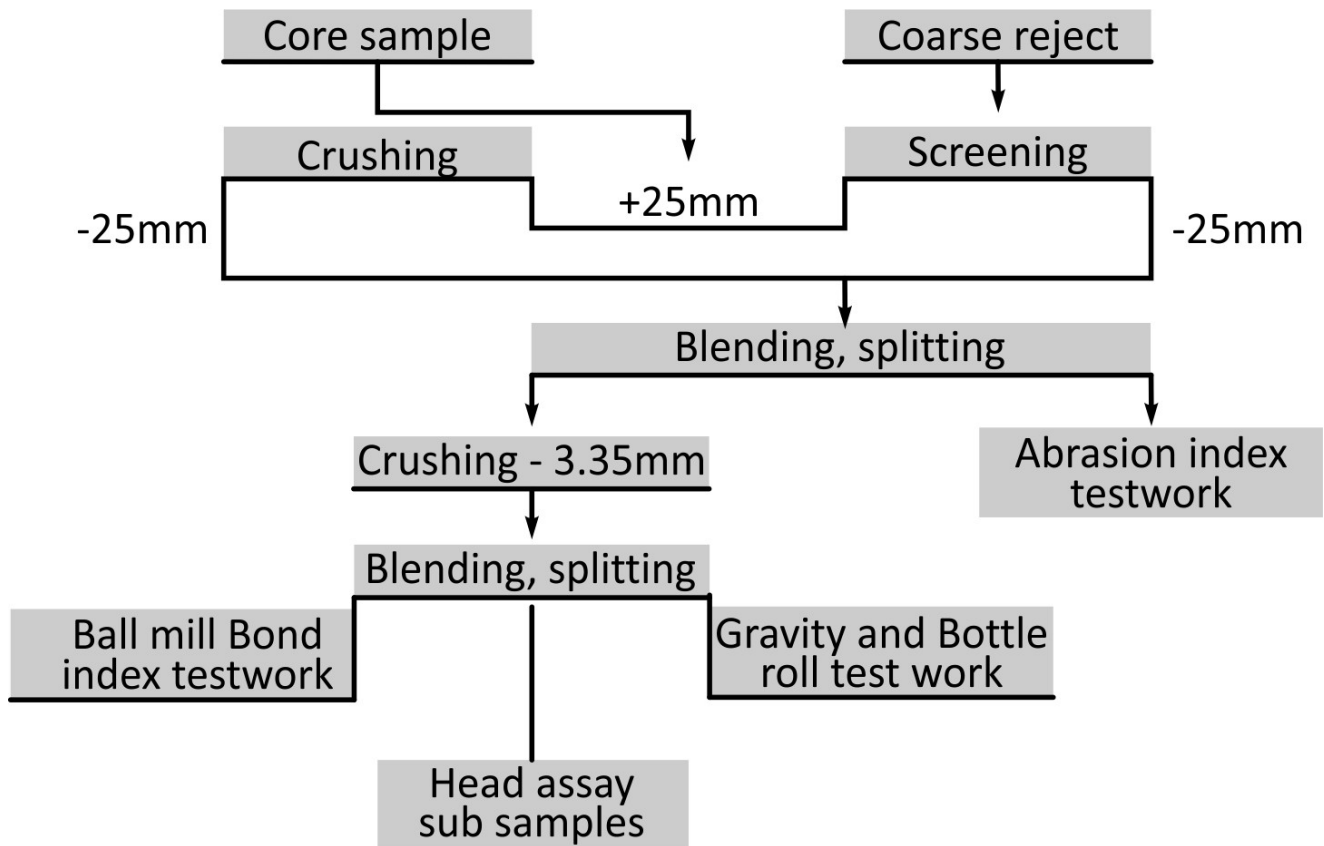 Core sample
Coarse reject
Crushing
Screening
+25mm
-25mm
-25mm
Blending, splitting
Crushing - 3.35mm
Abrasion index
testwork
Blending, splitting
Ball mill Bond
index testwork
Gravity and Bottle
roll test work
Head assay
sub samples